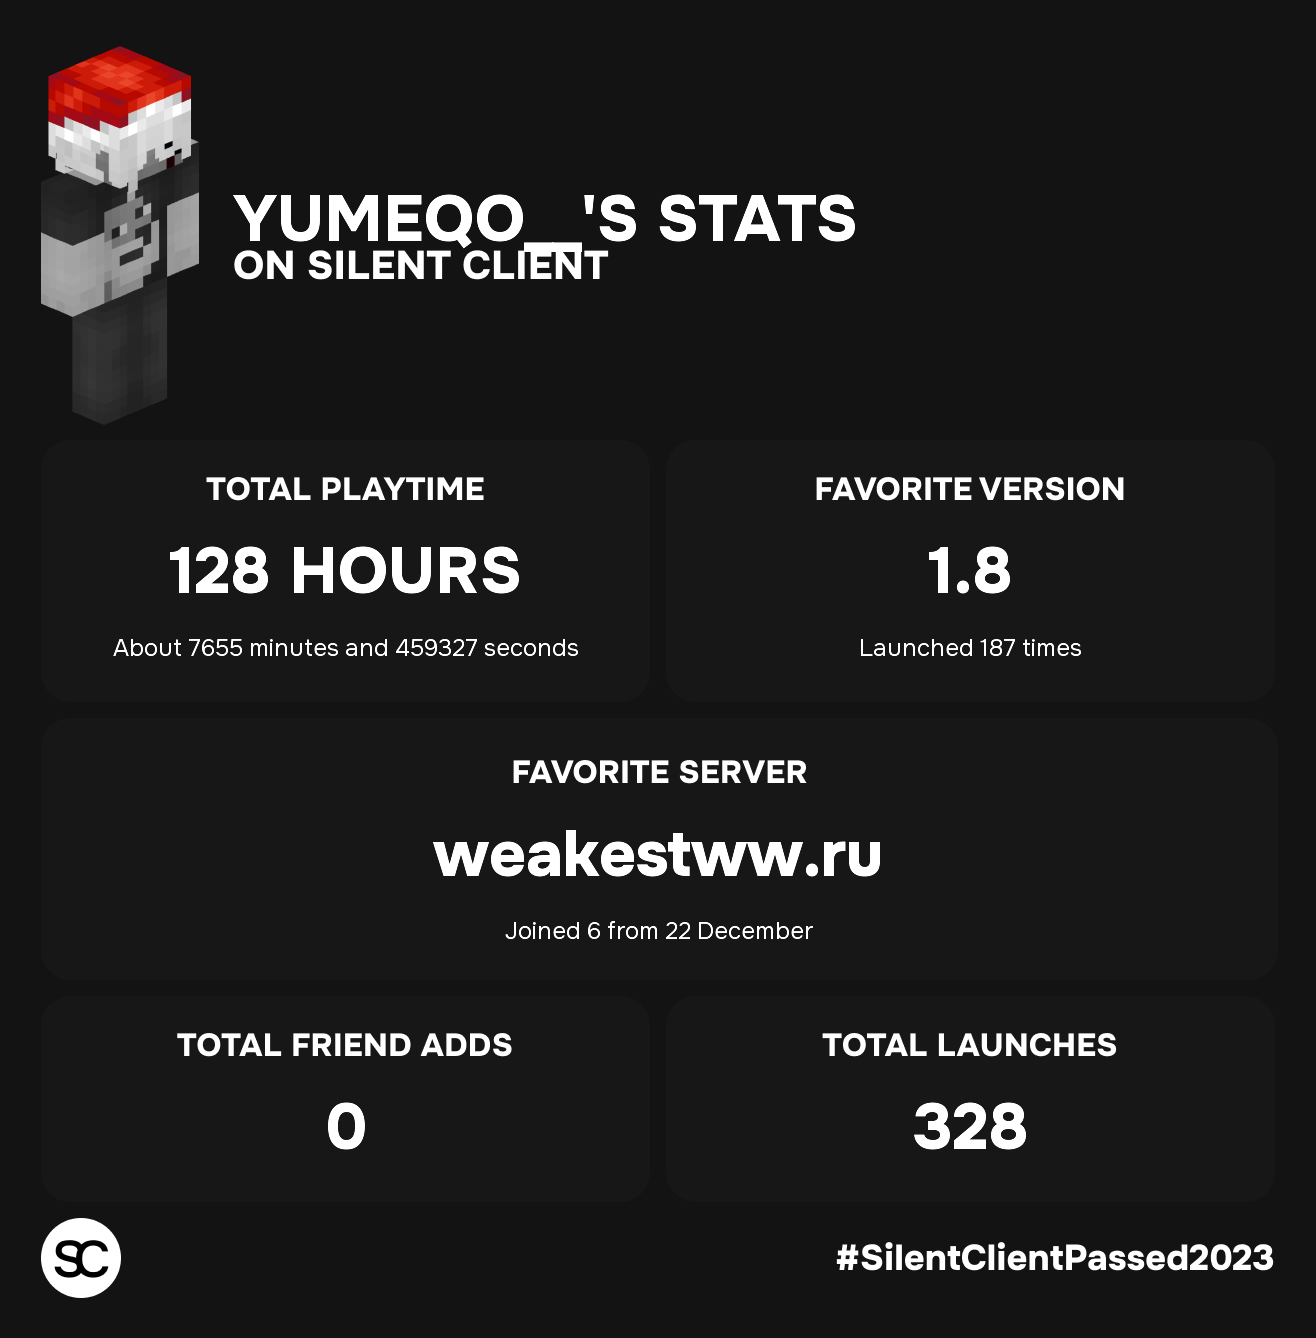 YUMEQO__'S STATS
ON SILENT CLIENT
TOTAL PLAYTIME
128 HOURS
About 7655 minutes and 459327 seconds
FAVORITE VERSION
1.8
Launched 187 times
FAVORITE SERVER
weakestww.ru
Joined 6 from 22 December
TOTAL FRIEND ADDS
0
TOTAL LAUNCHES
328
SC
#SilentClientPassed2023